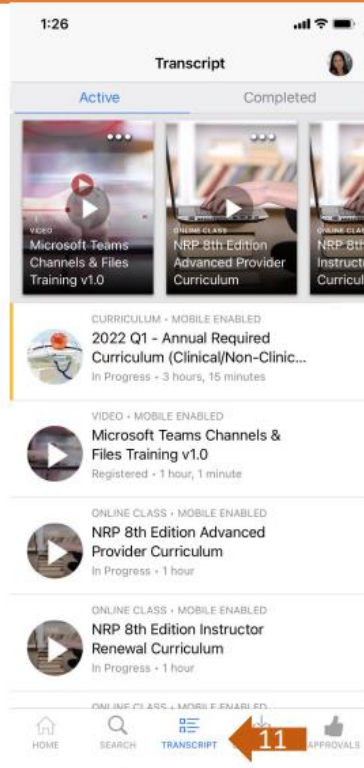 1:26
Transcript
Active
Completed
VIDEO
Microsoft Teams
Channels & Files
Training v1.0
ONLINE CLASS
NRP 8th Edition
Advanced Provider
Curriculum
ONLINE CLAS
NRP 8th
Instructo
Curricul
CURRICULUM • MOBILE ENABLED
2022 Q1 - Annual Required
Curriculum (Clinical/Non-Clinic...
In Progress • 3 hours, 15 minutes
VIDEO • MOBILE ENABLED
Microsoft Teams Channels &
Files Training v1.0
Registered • 1 hour, 1 minute
ONLINE CLASS • MOBILE ENABLED
NRP 8th Edition Advanced
Provider Curriculum
In Progress • 1 hour
ONLINE CLASS • MOBILE ENABLED
NRP 8th Edition Instructor
Renewal Curriculum
In Progress • 1 hour
ONLINE CLASS • MOBILE ENABLED
HOME
SEARCH
TRANSCRIPT
11
APPROVALS